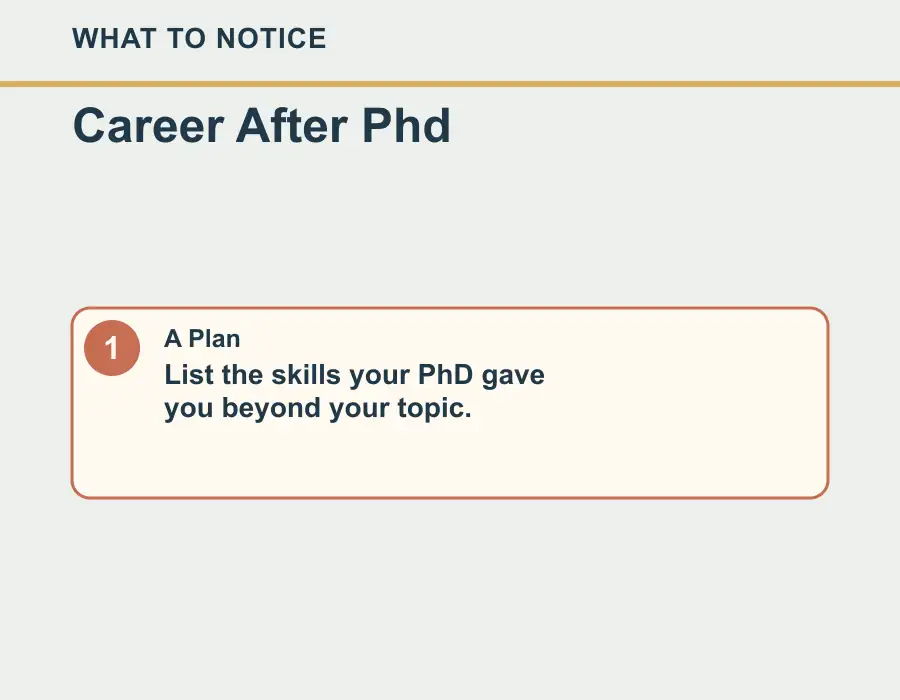 WHAT TO NOTICE
Career After Phd
1
A Plan
List the skills your PhD gave
you beyond your topic.